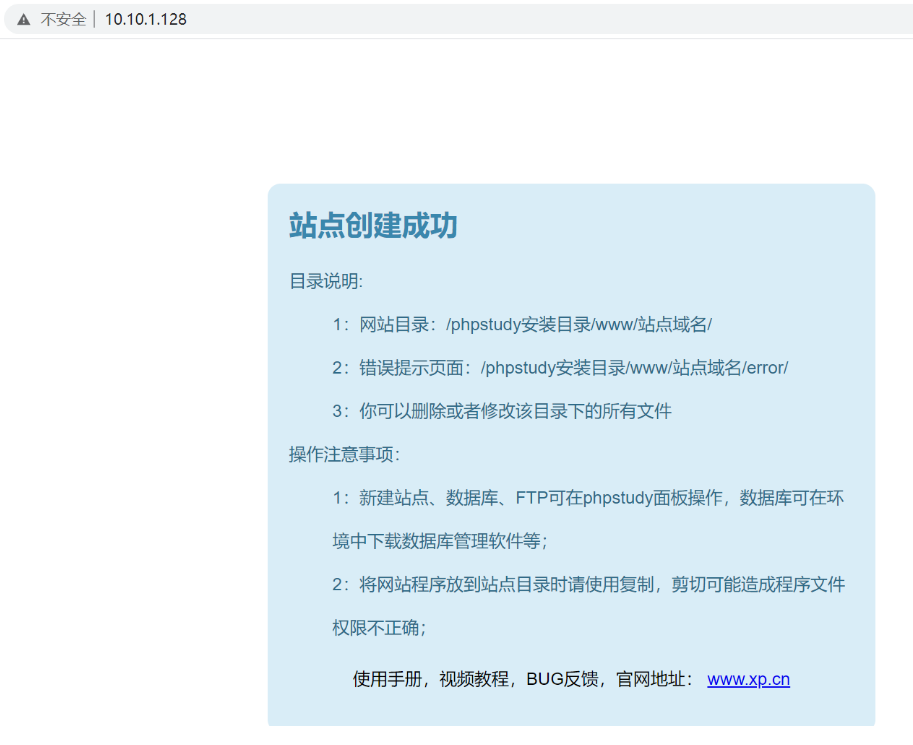 不安全 | 10.10.1.128
站点创建成功
目录说明:
1：网站目录：/phpstudy安装目录/www/站点域名/
2：错误提示页面：/phpstudy安装目录/www/站点域名/error/
3：你可以删除或者修改该目录下的所有文件
操作注意事项：
1：新建站点、数据库、FTP可在phpstudy面板操作，数据库可在环
境中下载数据库管理软件等；
2：将网站程序放到站点目录时请使用复制，剪切可能造成程序文件
权限不正确；
使用手册，视频教程，BUG反馈，官网地址： www.xp.cn